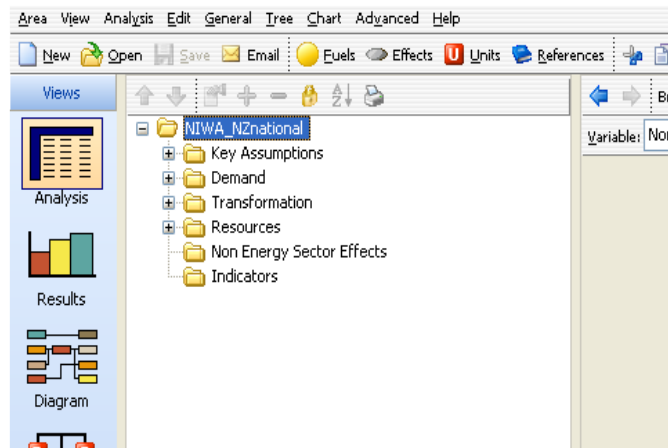 Area View Analysis Edit General Tree Chart Advanced Help
New Open Save Email Fuels Effects U Units References
Views
Variable:
NIWA_NZnational
Key Assumptions
Demand
Transformation
Resources
Non Energy Sector Effects
Indicators
Analysis
Results
Diagram